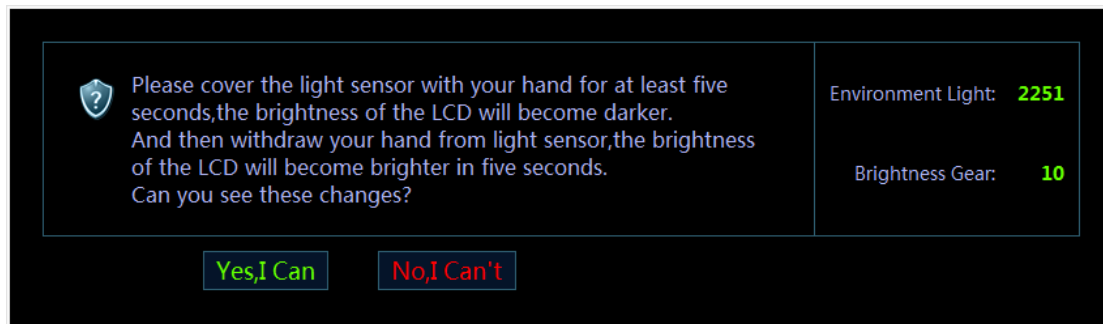 Please cover the light sensor with your hand for at least five
seconds,the brightness of the LCD will become darker.
And then withdraw your hand from light sensor,the brightness
of the LCD will become brighter in five seconds.
Can you see these changes?
Environment Light: 2251
Brightness Gear: 10
Yes,I Can
No,I Can't